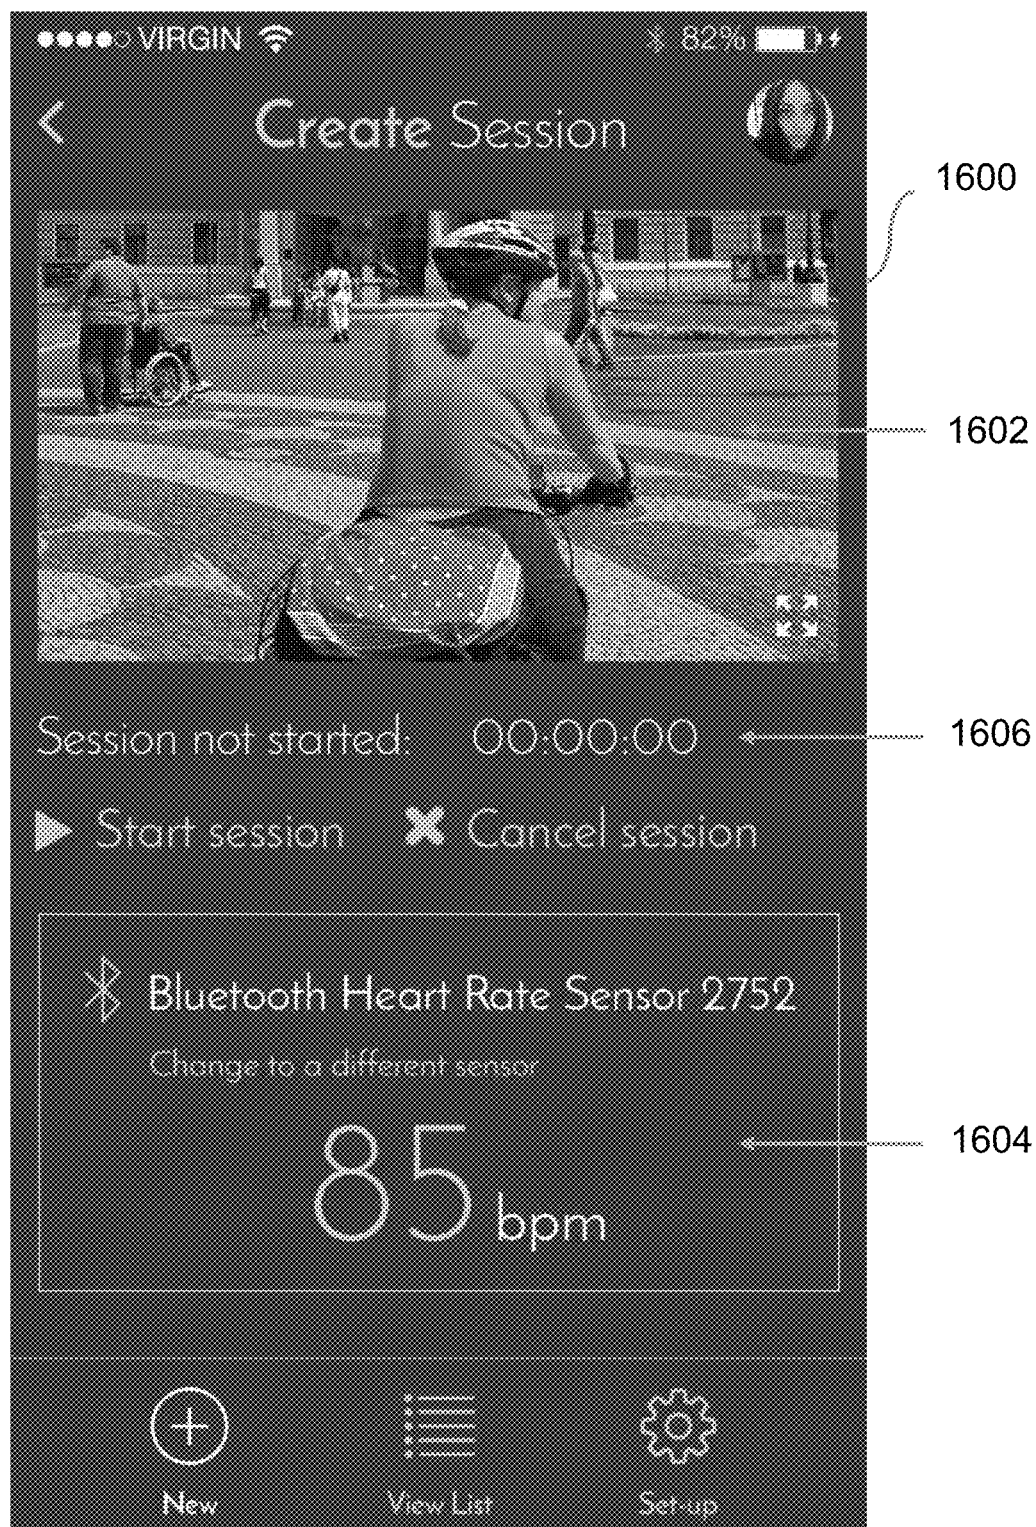 VIRGIN 82%
Create Session
1600
1602
Session not started: 00:00:00
1606
Start session Cancel session
Bluetooth Heart Rate Sensor 2752
Change to a different sensor
1604
85 bpm
New View List Set-up